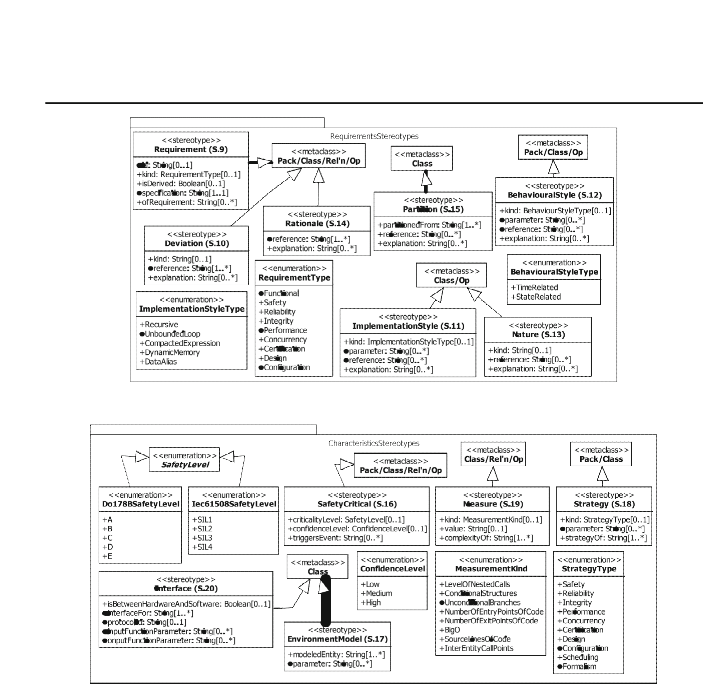 RequirementsStereotypes
<<stereotype>>
Requirement (S.9)
String[0..1]
+kind: RequirementType[0..1]
+isDerived: Boolean[0..1]
specification: String[1..1]
+ofRequirement: String[0..*]
<<metaclass>>
Pack/Class/Rel'n/Op
<<metaclass>>
Class
<<metaclass>>
Pack/Class/Op
<<stereotype>>
Deviation (S.10)
+kind: String[0..1]
reference: String[1..*]
+explanation: String[0..*]
<<stereotype>>
Rationale (S.14)
reference: String[1..*]
+explanation: String[0..*]
<<stereotype>>
Partition (S.15)
+partitionedFrom: String[1..*]
+reference: String[0..*]
+explanation: String[0..*]
<<stereotype>>
BehaviouralStyle (S.12)
+kind: BehaviourStyleType[0..1]
parameter: String[0..*]
reference: String[0..*]
+explanation: String[0..*]
<<enumeration>>
ImplementationStyleType
+Recursive
UnboundedLoop
+CompactedExpression
+DynamicMemory
+DataAlias
<<enumeration>>
RequirementType
Functional
+Safety
+Reliability
+Integrity
Performance
+Concurrency
+Certification
+Design
Configuration
<<metaclass>>
Class/Op
<<enumeration>>
BehaviouralStyleType
+TimeRelated
+StateRelated
<<stereotype>>
ImplementationStyle (S.11)
+kind: ImplementationStyleType[0..1]
parameter: String[0..*]
reference: String[0..*]
+explanation: String[0..*]
<<stereotype>>
Nature (S.13)
+kind: String[0..1]
+reference: String[0..*]
+explanation: String[0..*]
CharacteristicsStereotypes
<<enumeration>>
SafetyLevel
<<metaclass>>
Pack/Class/Rel'n/Op
<<metaclass>>
Class/Rel'n/Op
<<metaclass>>
Pack/Class
<<enumeration>>
Do178BSafetyLevel
+A
+B
+C
+D
+E
<<enumeration>>
Iec61508SafetyLevel
+SIL1
+SIL2
+SIL3
+SIL4
<<stereotype>>
SafetyCritical (S.16)
+criticalityLevel: SafetyLevel[0..1]
+confidenceLevel: ConfidenceLevel[0..1]
+triggersEvent: String[0..*]
<<stereotype>>
Measure (S.19)
+kind: MeasurementKind[0..1]
+value: String[0..1]
+complexityOf: String[1..*]
<<stereotype>>
Strategy (S.18)
+kind: StrategyType[0..1]
parameter: String[0..*]
+strategyOf: String[1..*]
<<stereotype>>
Interface (S.20)
+isBetweenHardwareAndSoftware: Boolean[0..1]
interfaceFor: String[1..*]
protocolId: String[0..1]
inputFunctionParameter: String[0..*]
onputFunctionParameter: String[0..*]
<<metaclass>>
Class
<<enumeration>>
ConfidenceLevel
+Low
+Medium
+High
<<stereotype>>
EnvironmentModel (S.17)
+modeledEntity: String[1..*]
parameter: String[0..*]
<<enumeration>>
MeasurementKind
+LevelOfNestedCalls
+ConditionalStructures
UnconditionalBranches
+NumberOfEntryPointsOfCode
+NumberOfExitPointsOfCode
+BigO
+SourceLinesOfCode
+InterEntityCallPoints
<<enumeration>>
StrategyType
+Safety
+Reliability
+Integrity
+Performance
+Concurrency
+Certification
+Design
Configuration
+Scheduling
Formalism